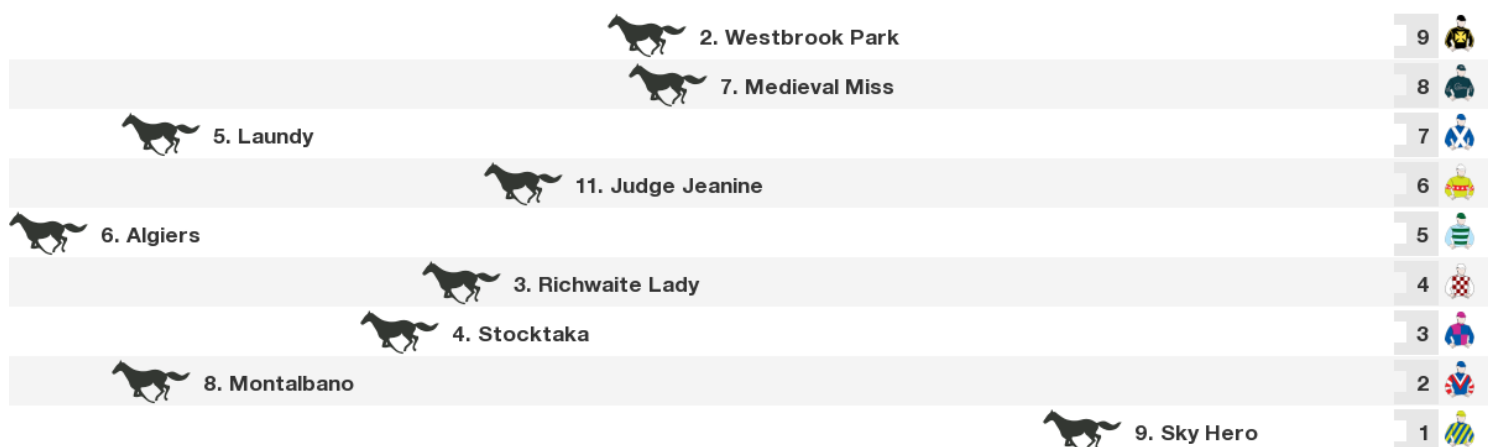 2. Westbrook Park 9
7. Medieval Miss 8
5. Laundy 7
11. Judge Jeanine 6
6. Algiers 5
3. Richwaite Lady 4
4. Stocktaka 3
8. Montalbano 2
9. Sky Hero 1